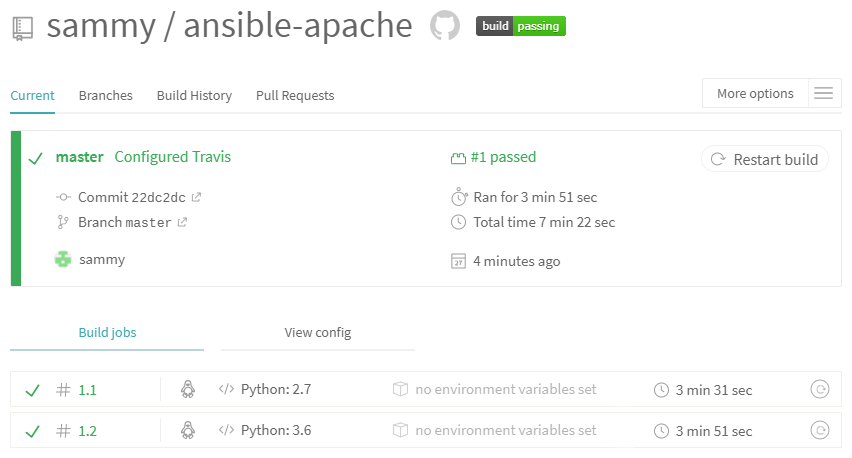 sammy / ansible-apache build passing
Current Branches Build History Pull Requests More options
master Configured Travis #1 passed Restart build
Commit 22dc2dc Ran for 3 min 51 sec
Branch master Total time 7 min 22 sec
sammy 27 4 minutes ago
Build jobs View config
# 1.1 </> Python: 2.7 no environment variables set 3 min 31 sec
# 1.2 </> Python: 3.6 no environment variables set 3 min 51 sec